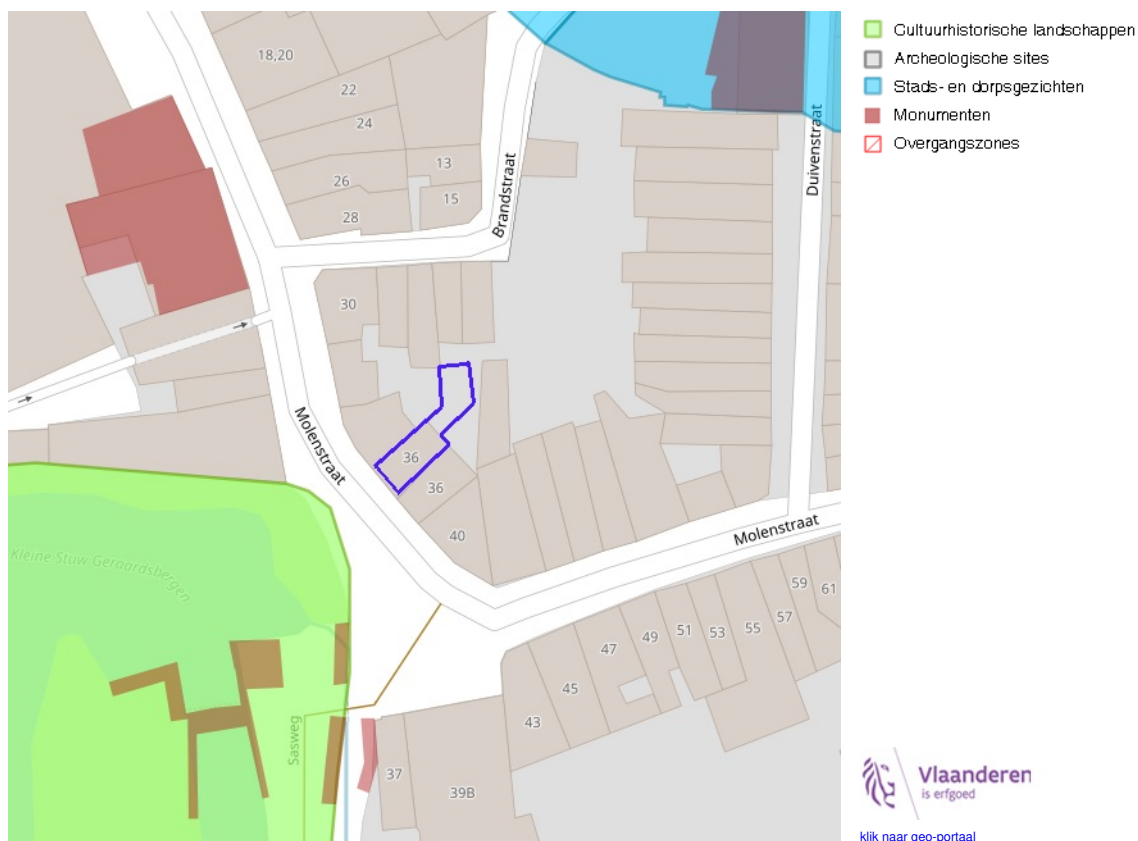 Cultuurhistorische landschappen
Archeologische sites
Stads- en dorpsgezichten
Monumenten
Overgangszones
18,20
22
24
26
28
13
15
Brandstraat
Duivenstraat
30
Molenstraat
36
36
40
Molenstraat
Kleine Stuw Geraardsbergen
Sasweg
37
39B
43
45
47
49
51
53
55
57
59
61
Vlaanderen
is erfgoed
klik naar geo-portaal